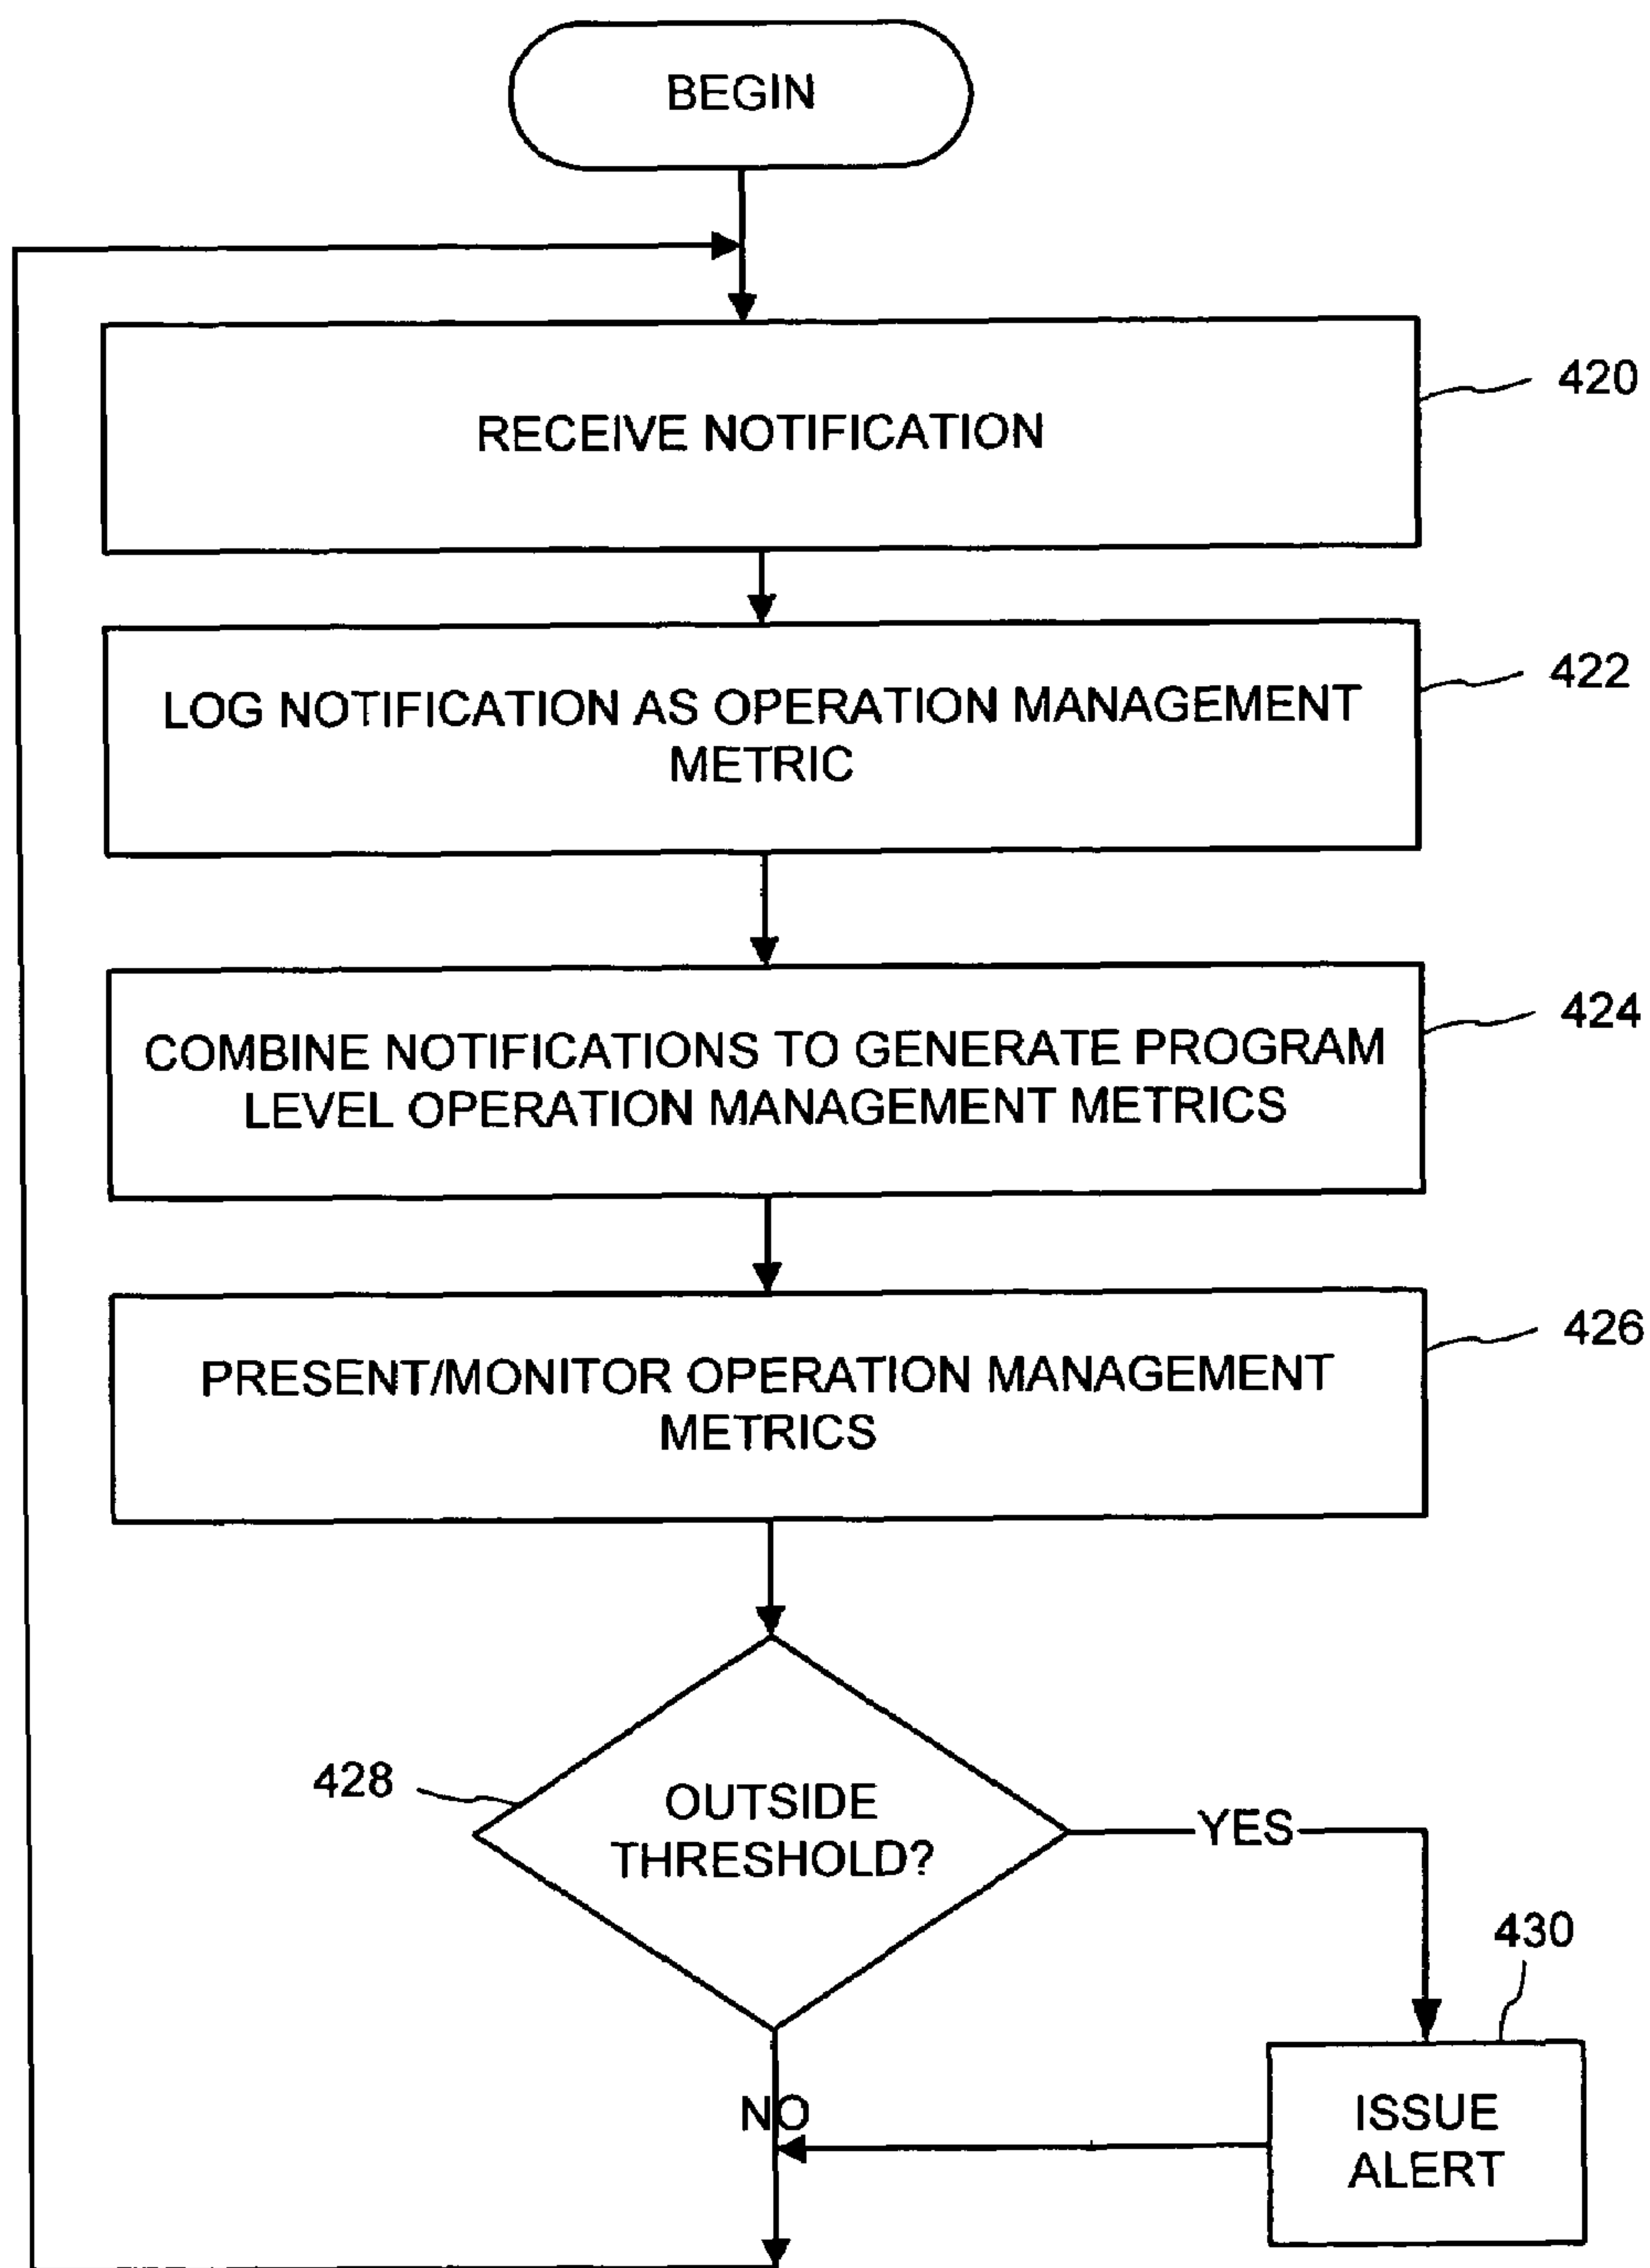 BEGIN
RECEIVE NOTIFICATION
420
LOG NOTIFICATION AS OPERATION MANAGEMENT
METRIC
422
COMBINE NOTIFICATIONS TO GENERATE PROGRAM
LEVEL OPERATION MANAGEMENT METRICS
424
PRESENT/MONITOR OPERATION MANAGEMENT
METRICS
426
428
OUTSIDE
THRESHOLD?
YES
430
NO
ISSUE
ALERT